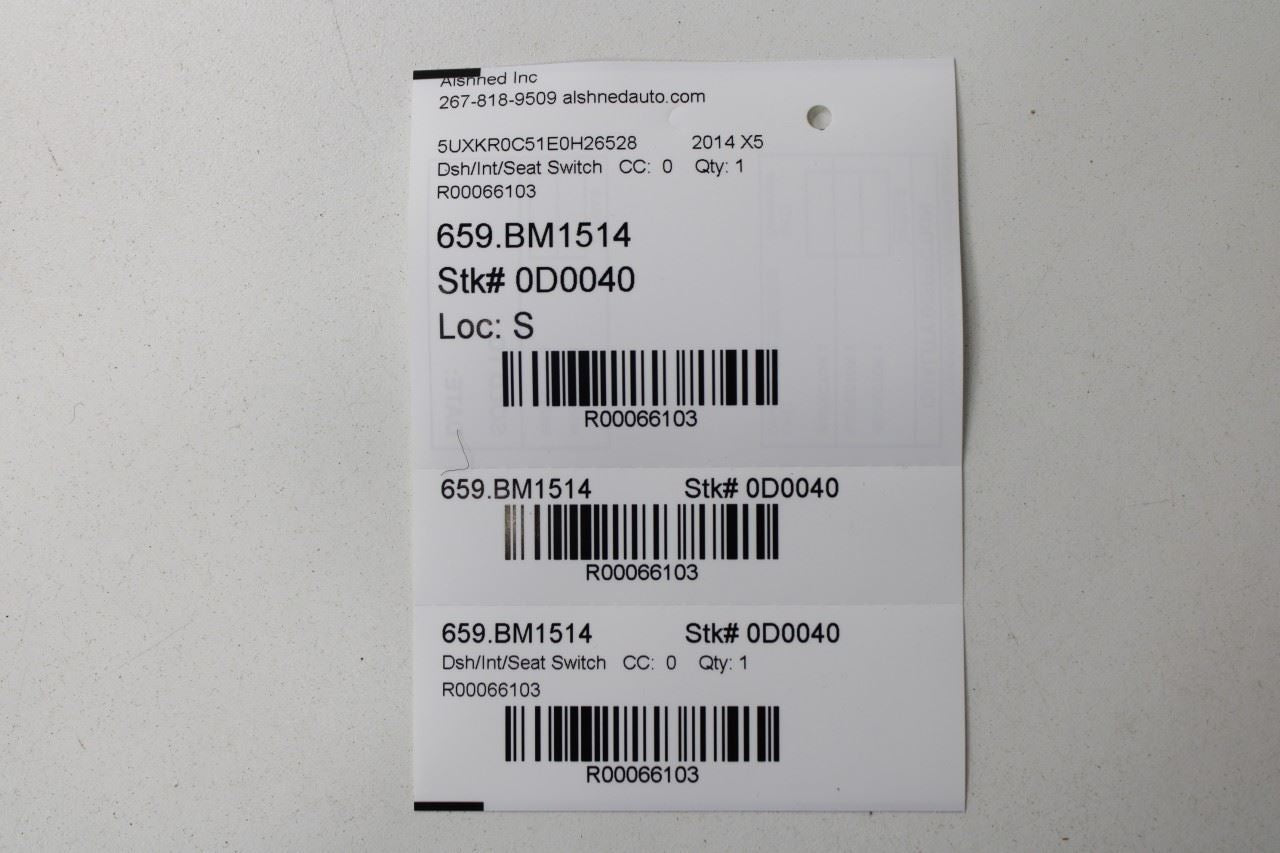 Alshned Inc
267-818-9509 alshnedauto.com
5UXKR0C51E0H26528 2014 X5
Dsh/Int/Seat Switch CC: 0 Qty: 1
R00066103
659.BM1514
Stk# 0D0040
Loc: S
R00066103
659.BM1514 Stk# 0D0040
R00066103
659.BM1514 Stk# 0D0040
Dsh/Int/Seat Switch CC: 0 Qty: 1
R00066103
R00066103